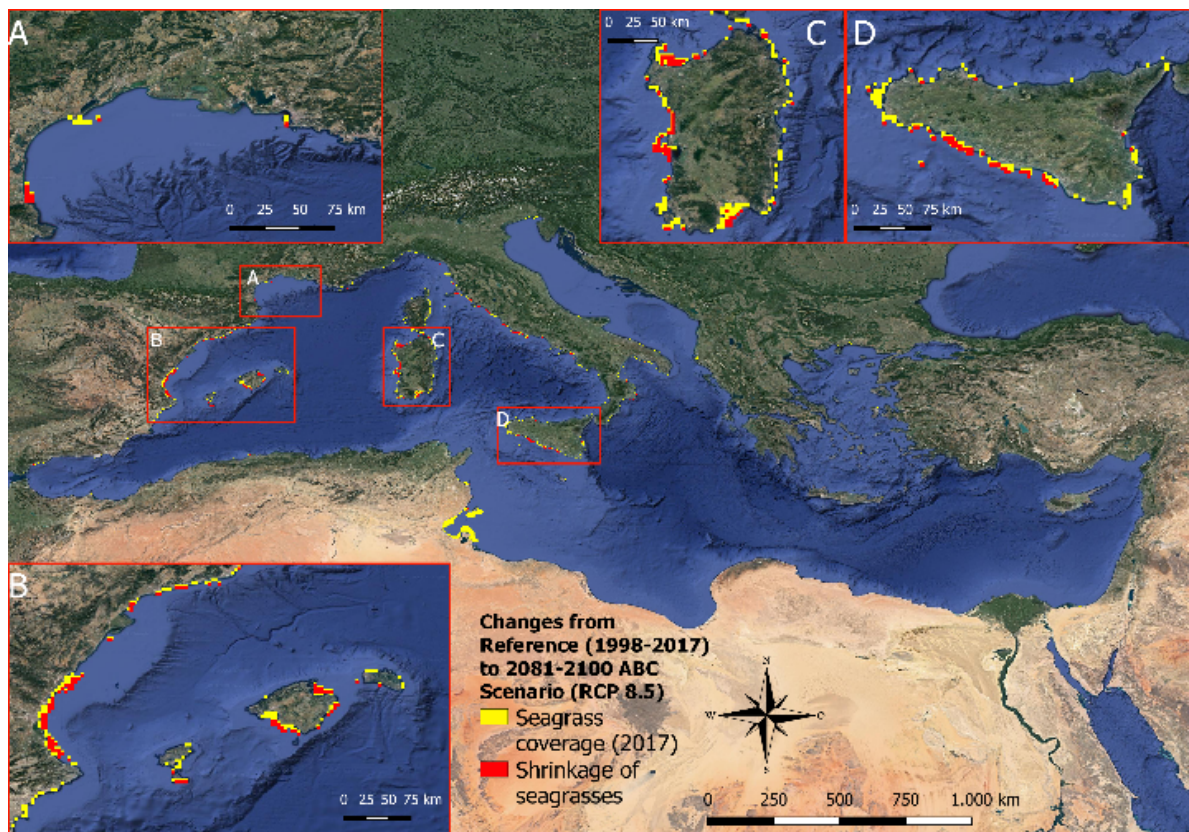 A
0 25 50 75 km
0 25 50 km
C
D
0 25 50 75 km
A
B
C
D
B
0 25 50 75 km
Changes from
Reference (1998-2017)
to 2081-2100 ABC
Scenario (RCP 8.5)
Seagrass
coverage (2017)
Shrinkage of
seagrasses
N
W O
S
0 250 500 750 1.000 km